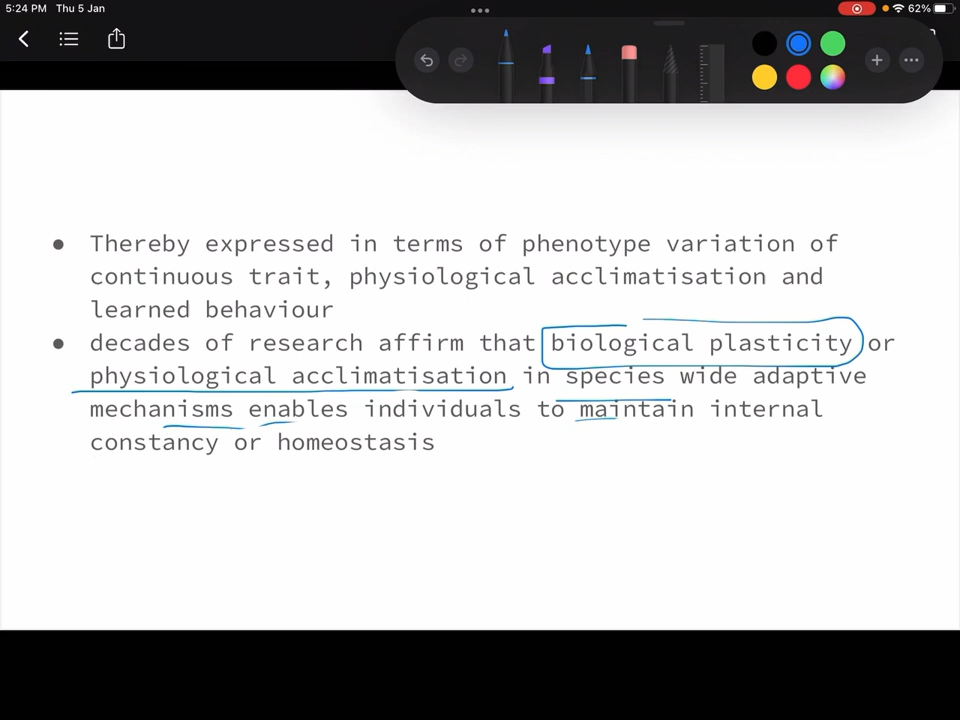 5:24 PM Thu 5 Jan
62%
● Thereby expressed in terms of phenotype variation of
continuous trait, physiological acclimatisation and
learned behaviour
● decades of research affirm that biological plasticity or
physiological acclimatisation in species wide adaptive
mechanisms enables individuals to maintain internal
constancy or homeostasis